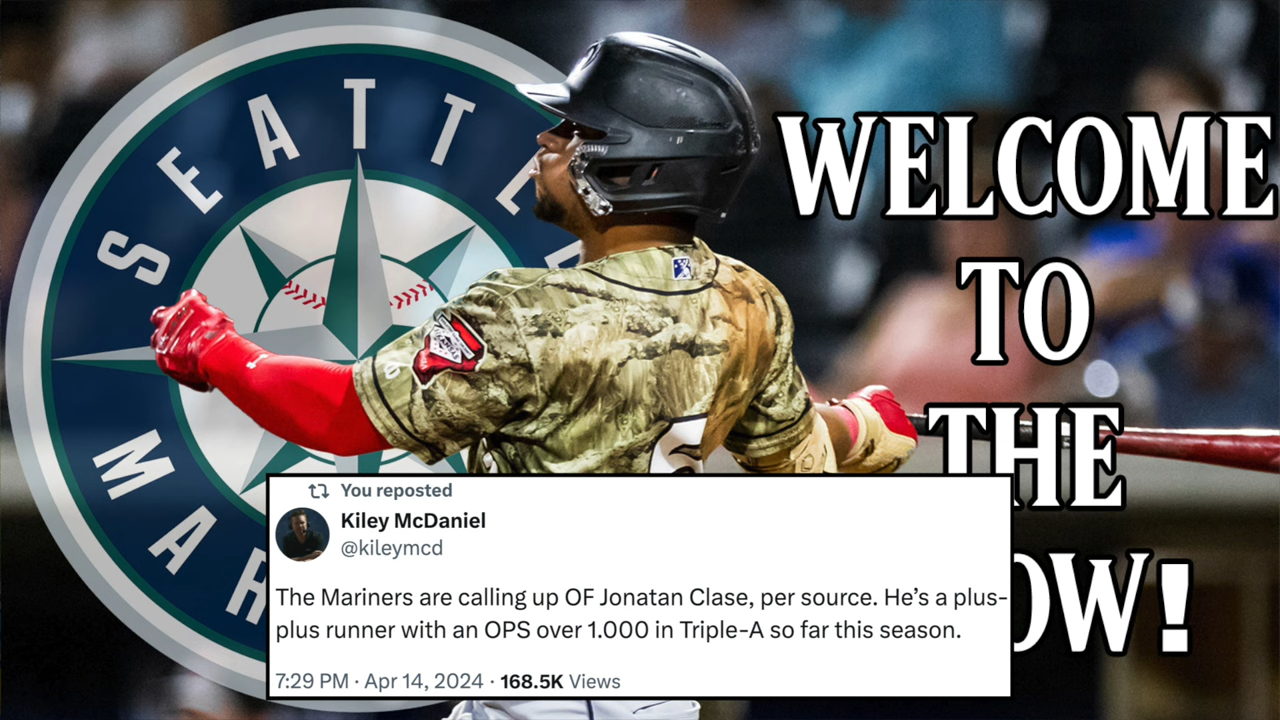 SEATTL
MAR
WELCOME
TO
THE
OW!
You reposted
Kiley McDaniel
@kileymcd
The Mariners are calling up OF Jonatan Clase, per source. He’s a plus-
plus runner with an OPS over 1.000 in Triple-A so far this season.
7:29 PM · Apr 14, 2024 · 168.5K Views